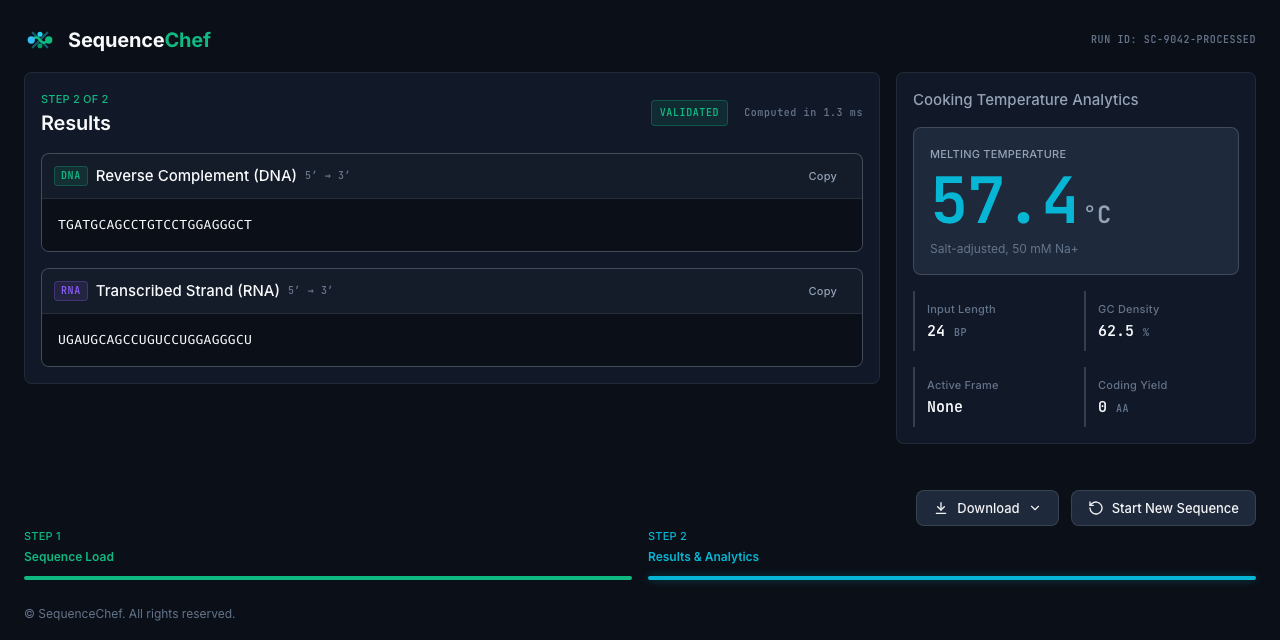 SequenceChef
RUN ID: SC-9042-PROCESSED
STEP 2 OF 2
Results
VALIDATED
Computed in 1.3 ms
DNA Reverse Complement (DNA) 5′ → 3′
Copy
TGATGCAGCCTGTCCTGGAGGGCT
RNA Transcribed Strand (RNA) 5′ → 3′
Copy
UGAUGCAGCCUGUCCUGGAGGGCU
Cooking Temperature Analytics
MELTING TEMPERATURE
57.4 °C
Salt-adjusted, 50 mM Na+
Input Length
24 BP
GC Density
62.5 %
Active Frame
None
Coding Yield
0 AA
Download
Start New Sequence
STEP 1
Sequence Load
STEP 2
Results & Analytics
© SequenceChef. All rights reserved.